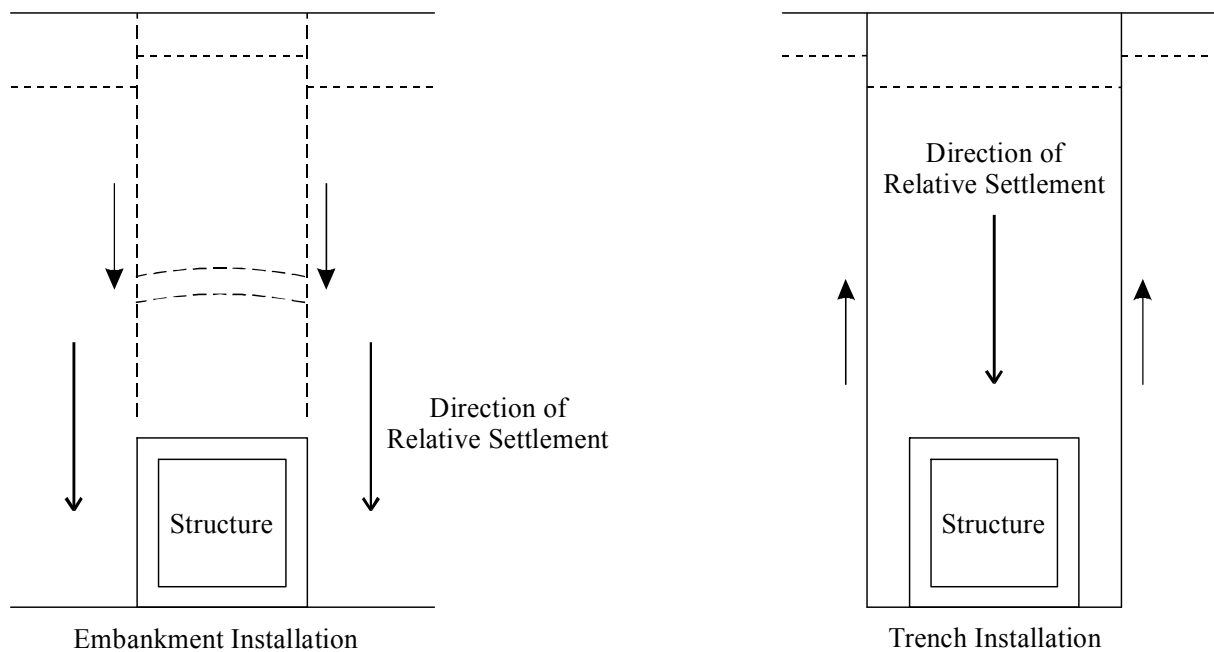 Direction of
Relative Settlement
Structure
Embankment Installation
Direction of
Relative Settlement
Structure
Trench Installation